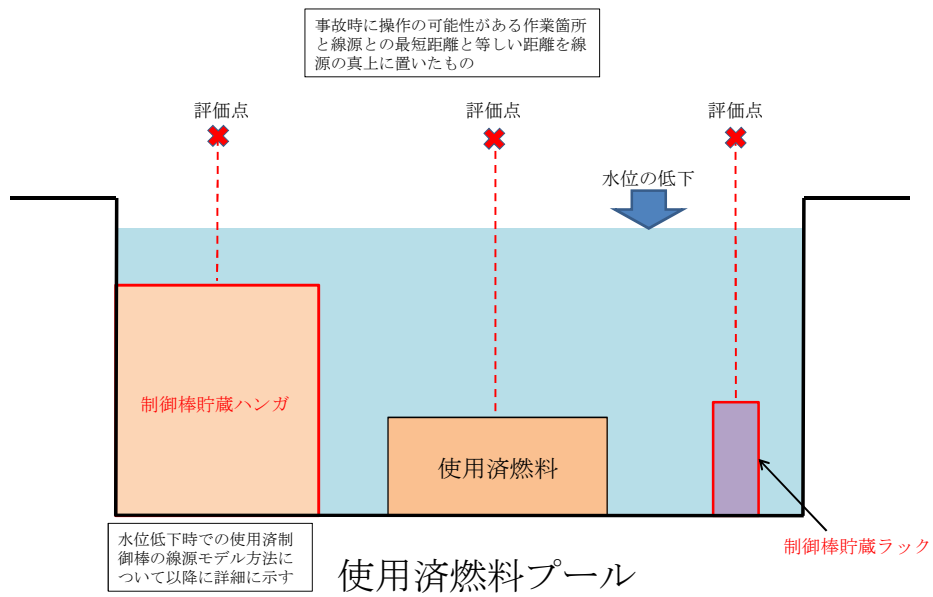 事故時に操作の可能性がある作業箇所
と線源との最短距離と等しい距離を線
源の真上に置いたもの
評価点
評価点
評価点
水位の低下
制御棒貯蔵ハンガ
使用済燃料
制御棒貯蔵ラック
水位低下時での使用済制
御棒の線源モデル方法に
ついて以降に詳細に示す
使用済燃料プール